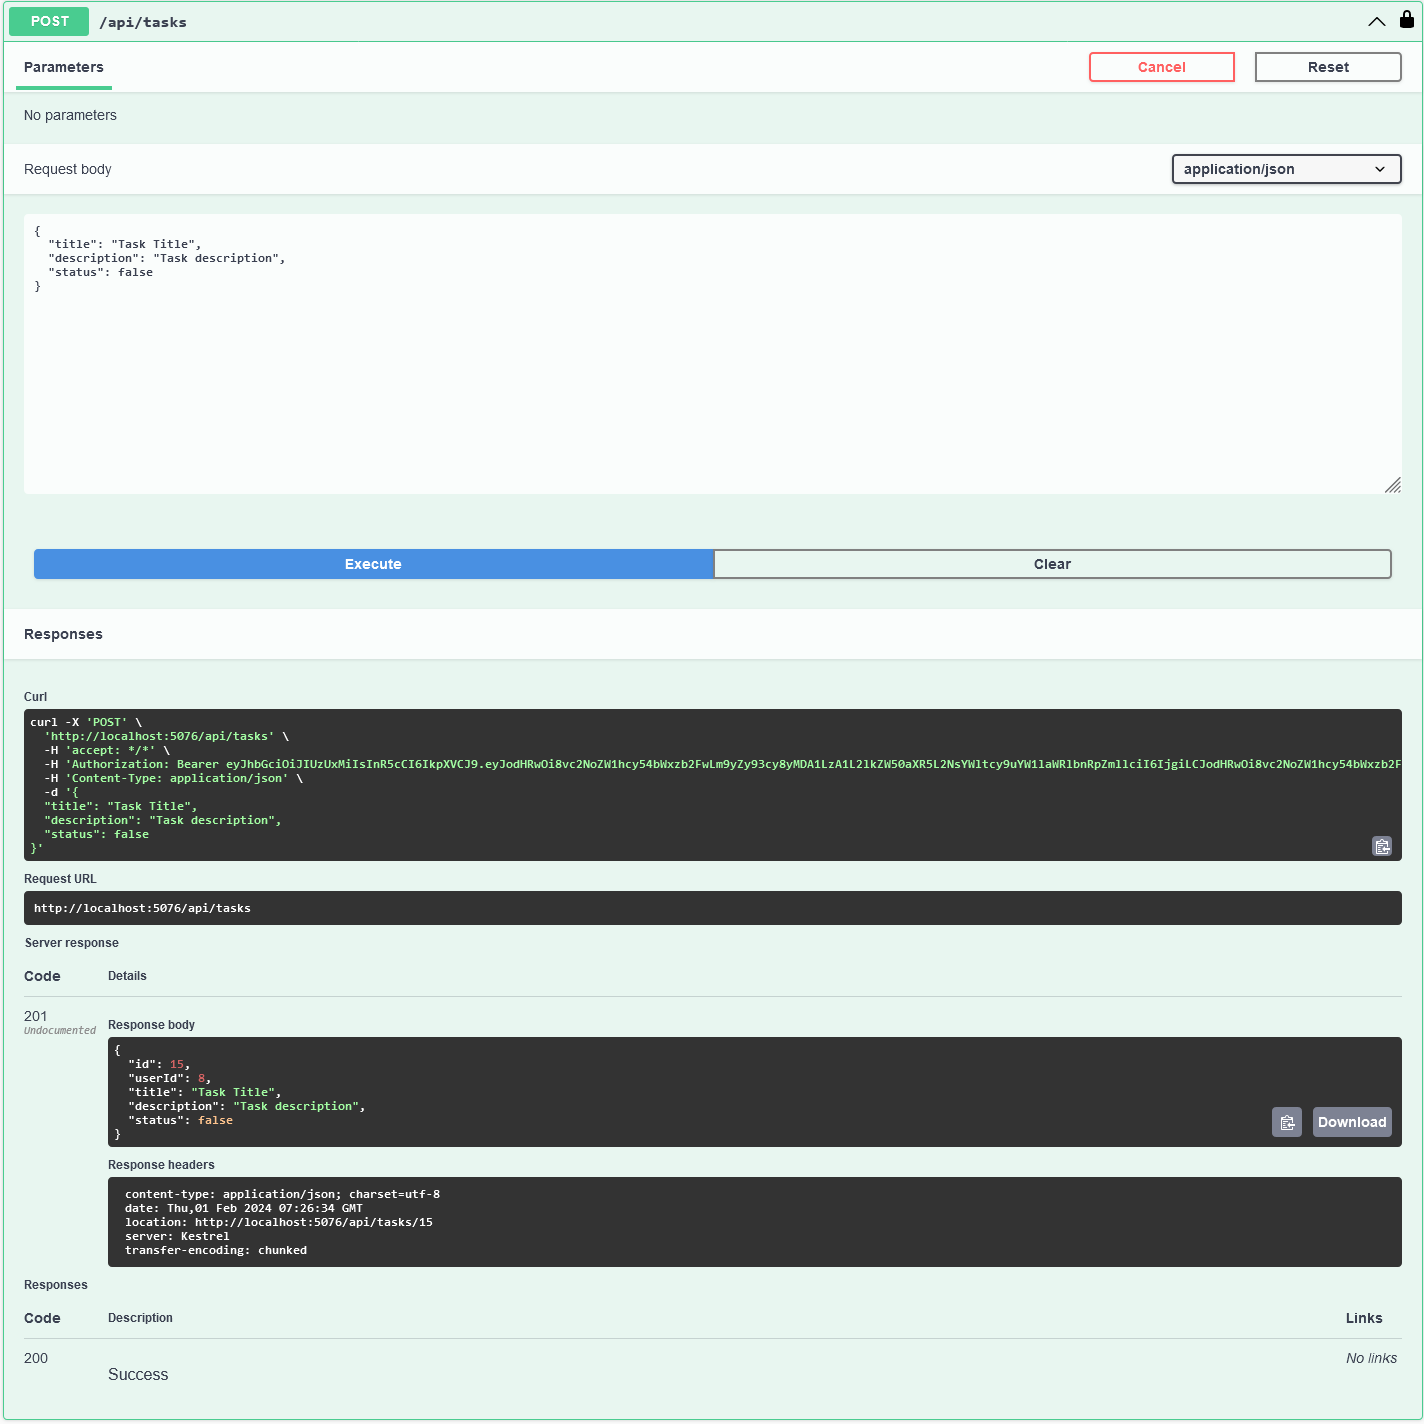 POST /api/tasks
Parameters
Cancel
Reset
No parameters
Request body
application/json
{
  "title": "Task Title",
  "description": "Task description",
  "status": false
}
Execute
Clear
Responses
Curl
curl -X 'POST' \
  'http://localhost:5076/api/tasks' \
  -H 'accept: */*' \
  -H 'Authorization: Bearer eyJhbGciOiJIUzUxMiIsInR5cCI6IkpXVCJ9.eyJodHRwOi8vc2NoZW1hcy54bWxzb2FwLm9yZy93cy8yMDA1LzA1L2lkZW50aXR5L2NsYWltcy9uYW1laWRlbnRpZmllciI6IjgiLCJodHRwOi8vc2NoZW1hcy54bWxzb2F
  -H 'Content-Type: application/json' \
  -d '{
  "title": "Task Title",
  "description": "Task description",
  "status": false
}'
Request URL
http://localhost:5076/api/tasks
Server response
Code Details
201
Undocumented
Response body
{
  "id": 15,
  "userId": 8,
  "title": "Task Title",
  "description": "Task description",
  "status": false
}
Download
Response headers
content-type: application/json; charset=utf-8
date: Thu,01 Feb 2024 07:26:34 GMT
location: http://localhost:5076/api/tasks/15
server: Kestrel
transfer-encoding: chunked
Responses
Code Description Links
200 Success No links